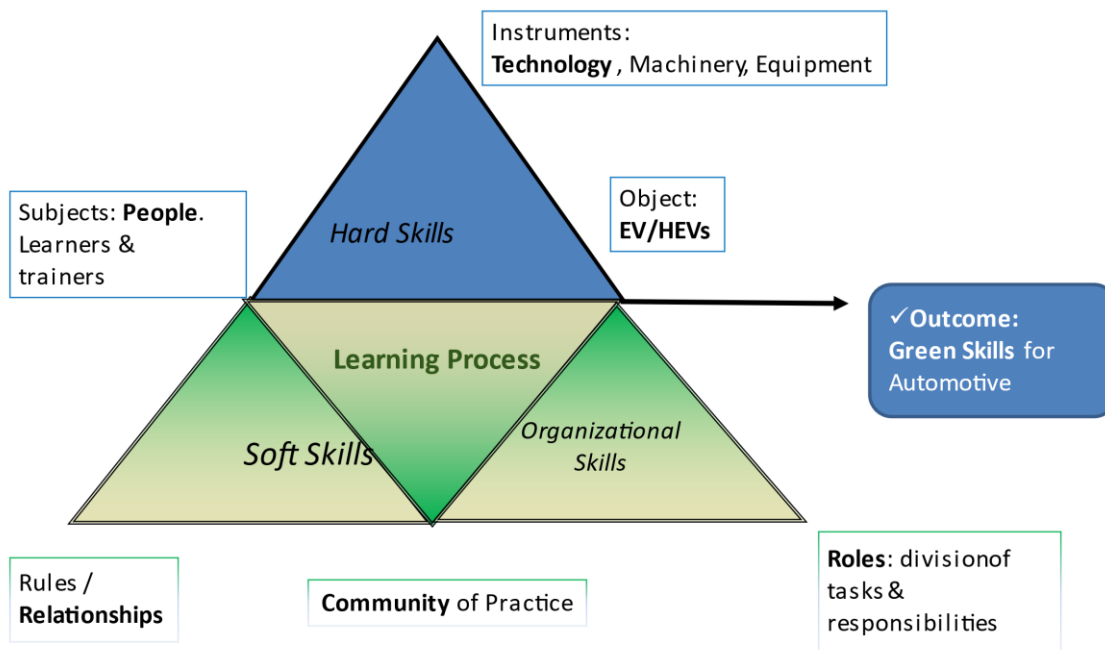 Instruments:
Technology , Machinery, Equipment
Subjects: People.
Learners &
trainers
Object:
EV/HEVs
Hard Skills
✓Outcome:
Green Skills for
Automotive
Learning Process
Soft Skills
Organizational
Skills
Rules /
Relationships
Community of Practice
Roles: divisionof
tasks &
responsibilities